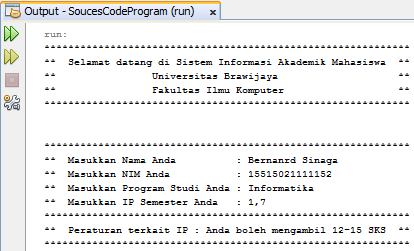 Output - SoucesCodeProgram (run) ×
run:
** Selamat datang di Sistem Informasi Akademik Mahasiswa **
** Universitas Brawijaya **
** Fakultas Ilmu Komputer **
** Masukkan Nama Anda : Bernanrd Sinaga
** Masukkan NIM Anda : 15515021111152
** Masukkan Program Studi Anda : Informatika
** Masukkan IP Semester Anda : 1,7
** Peraturan terkait IP : Anda boleh mengambil 12-15 SKS **